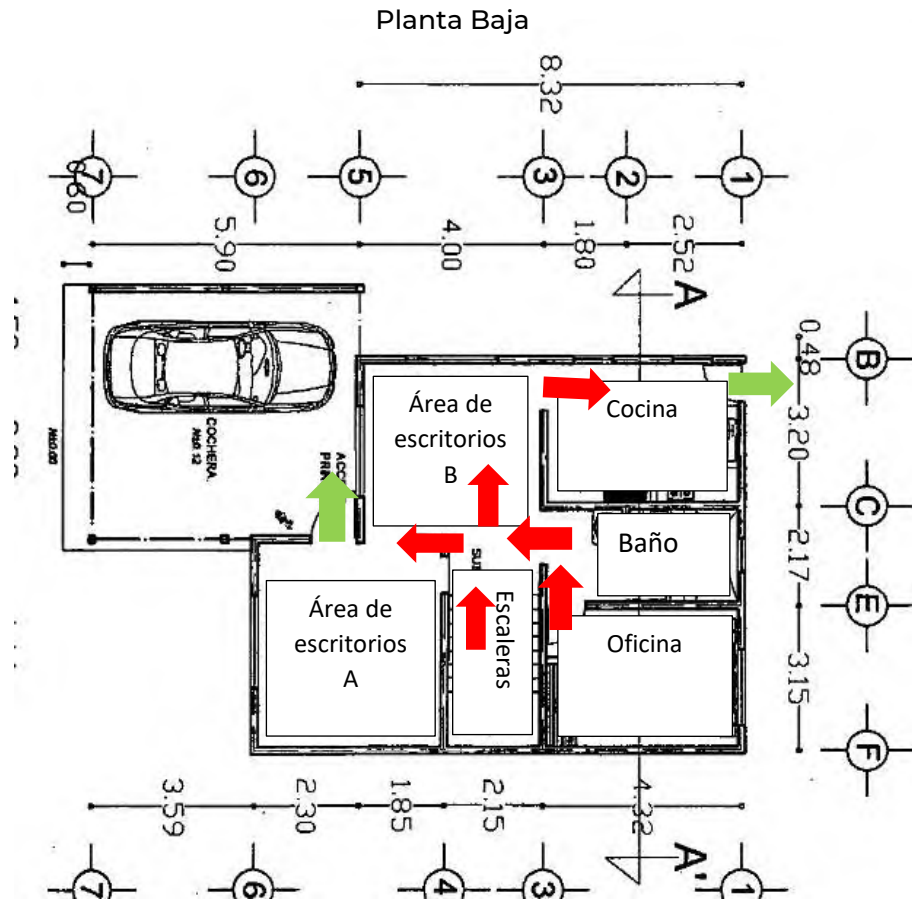 Planta Baja
8.32
7
6
5
3
2
1
9.60
5.90
4.00
1.80
2.52
A
B
0.48
3.20
C
2.17
E
3.15
F
COCHERA
Área de
escritorios
B
Cocina
Baño
Área de
escritorios
A
Escaleras
Oficina
3.59
2.30
1.85
2.15
4.32
A'
7
6
4
3
1